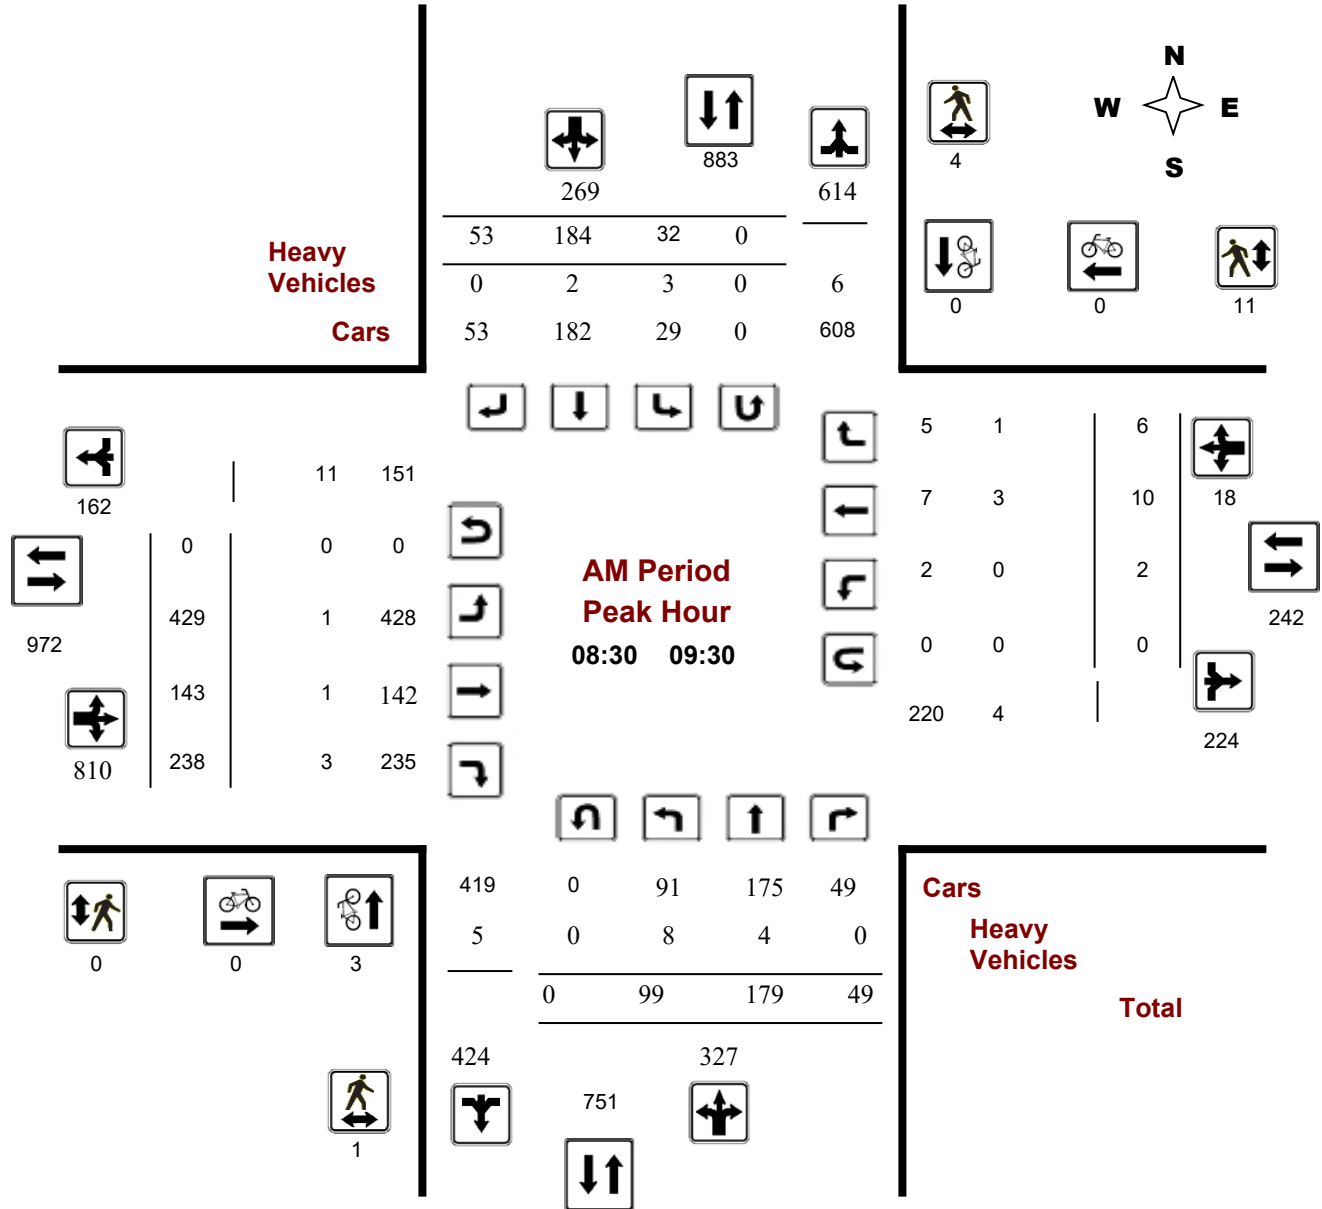 N
W E
S
883
4
269 614
53 184 32 0
Heavy
Vehicles 0 2 3 0 6
0 0 11
Cars 53 182 29 0 608
5 1 6
11 151
162
7 3 10 18
0 0 0
AM Period
2 0 2
Peak Hour
429 1 428
242
972
08:30 09:30
0 0 0
143 1 142
220 4
224
810 238 3 235
419 0 91 175 49 Cars
5 0 8 4 0 Heavy
Vehicles
0 0 3
0 99 179 49 Total
424 327
751
1